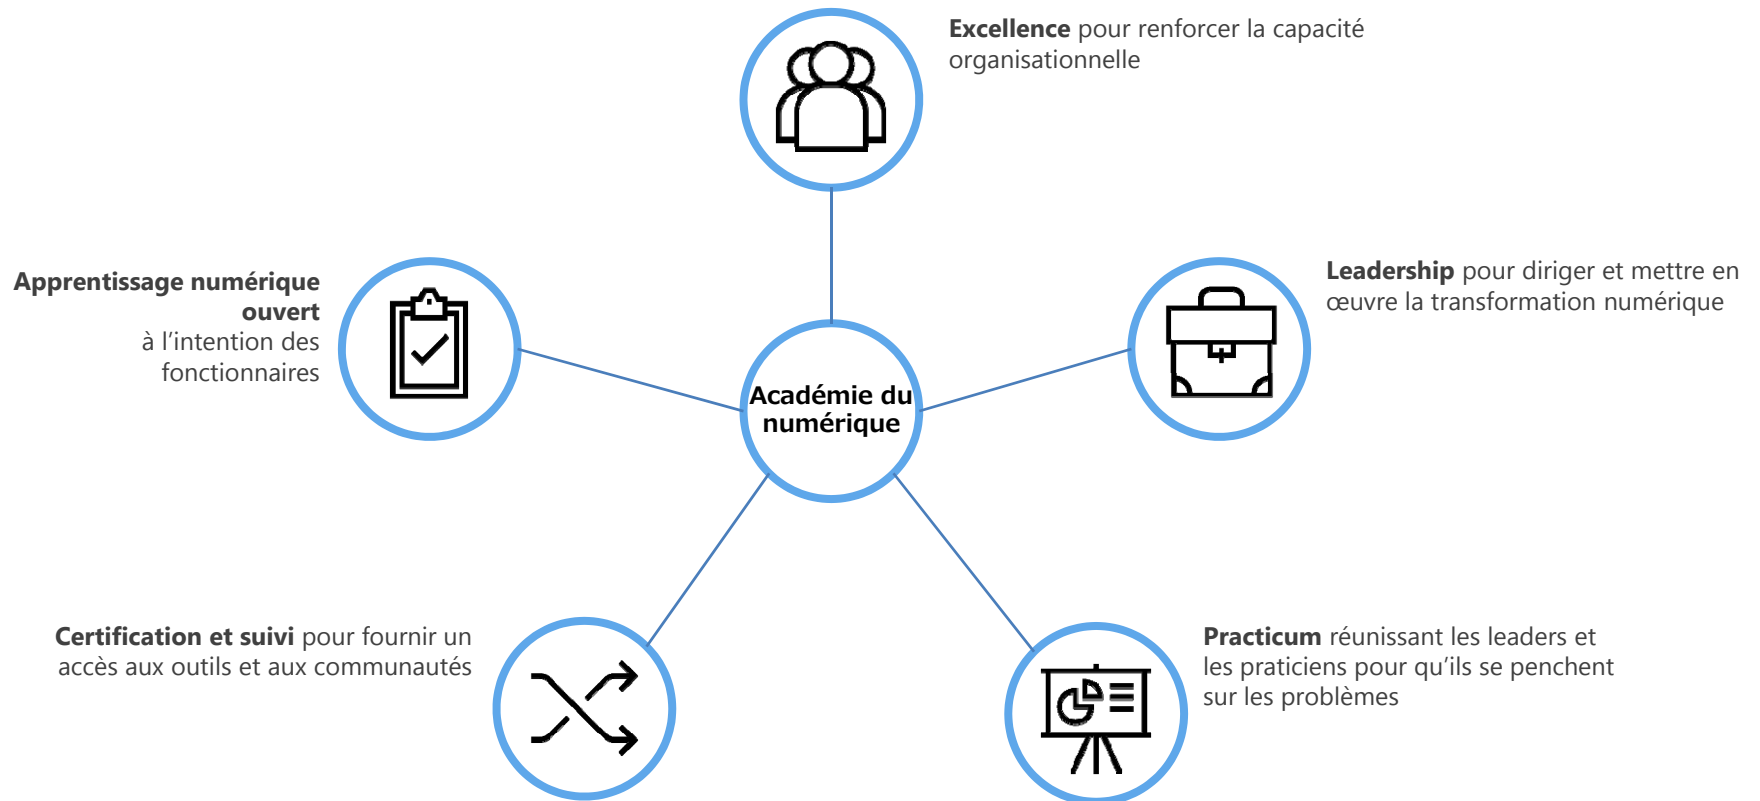 Excellence pour renforcer la capacité
organisationnelle
Apprentissage numérique
ouvert
à l’intention des
fonctionnaires
Leadership pour diriger et mettre en
œuvre la transformation numérique
Académie du
numérique
Certification et suivi pour fournir un
accès aux outils et aux communautés
Practicum réunissant les leaders et
les praticiens pour qu’ils se penchent
sur les problèmes